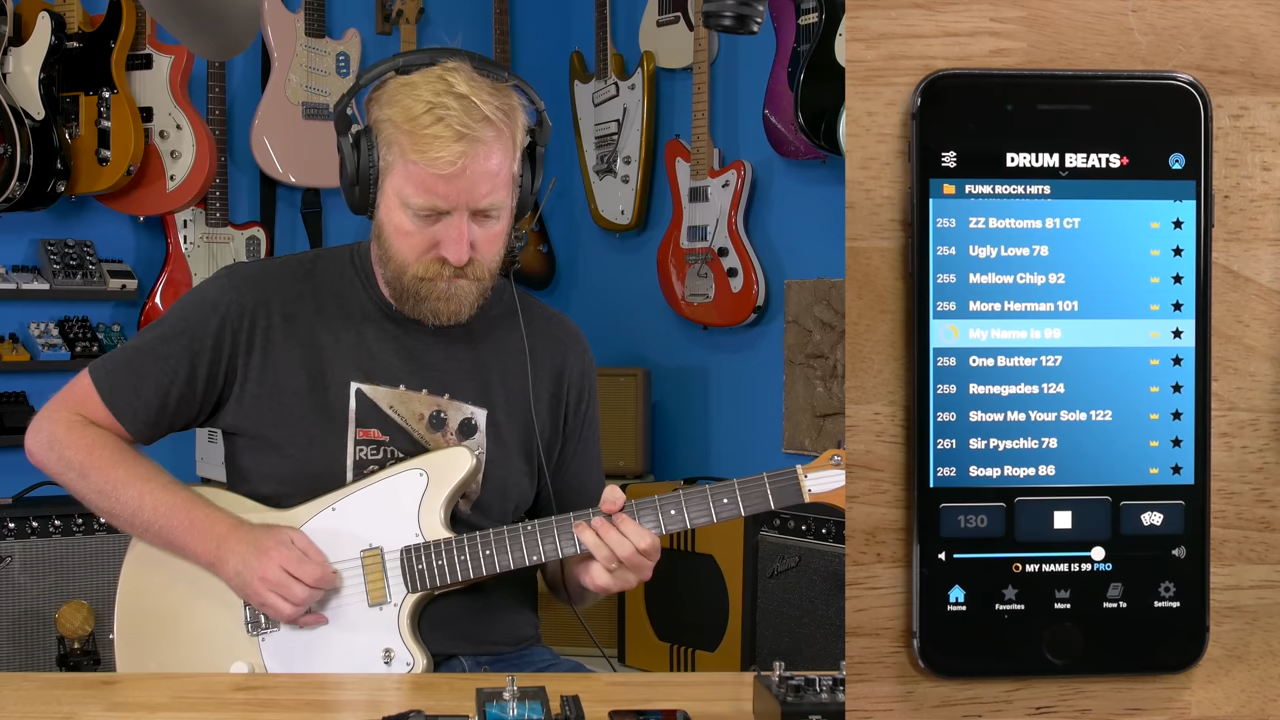 DRUM BEATS+
FUNK ROCK HITS
253 ZZ Bottoms 81 CT
254 Ugly Love 78
255 Mellow Chip 92
256 More Herman 101
My Name is 99
258 One Butter 127
259 Renegades 124
260 Show Me Your Sole 122
261 Sir Pyschic 78
262 Soap Rope 86
130
MY NAME IS 99 PRO
Home
Favorites
More
How To
Settings
DIELL
REM